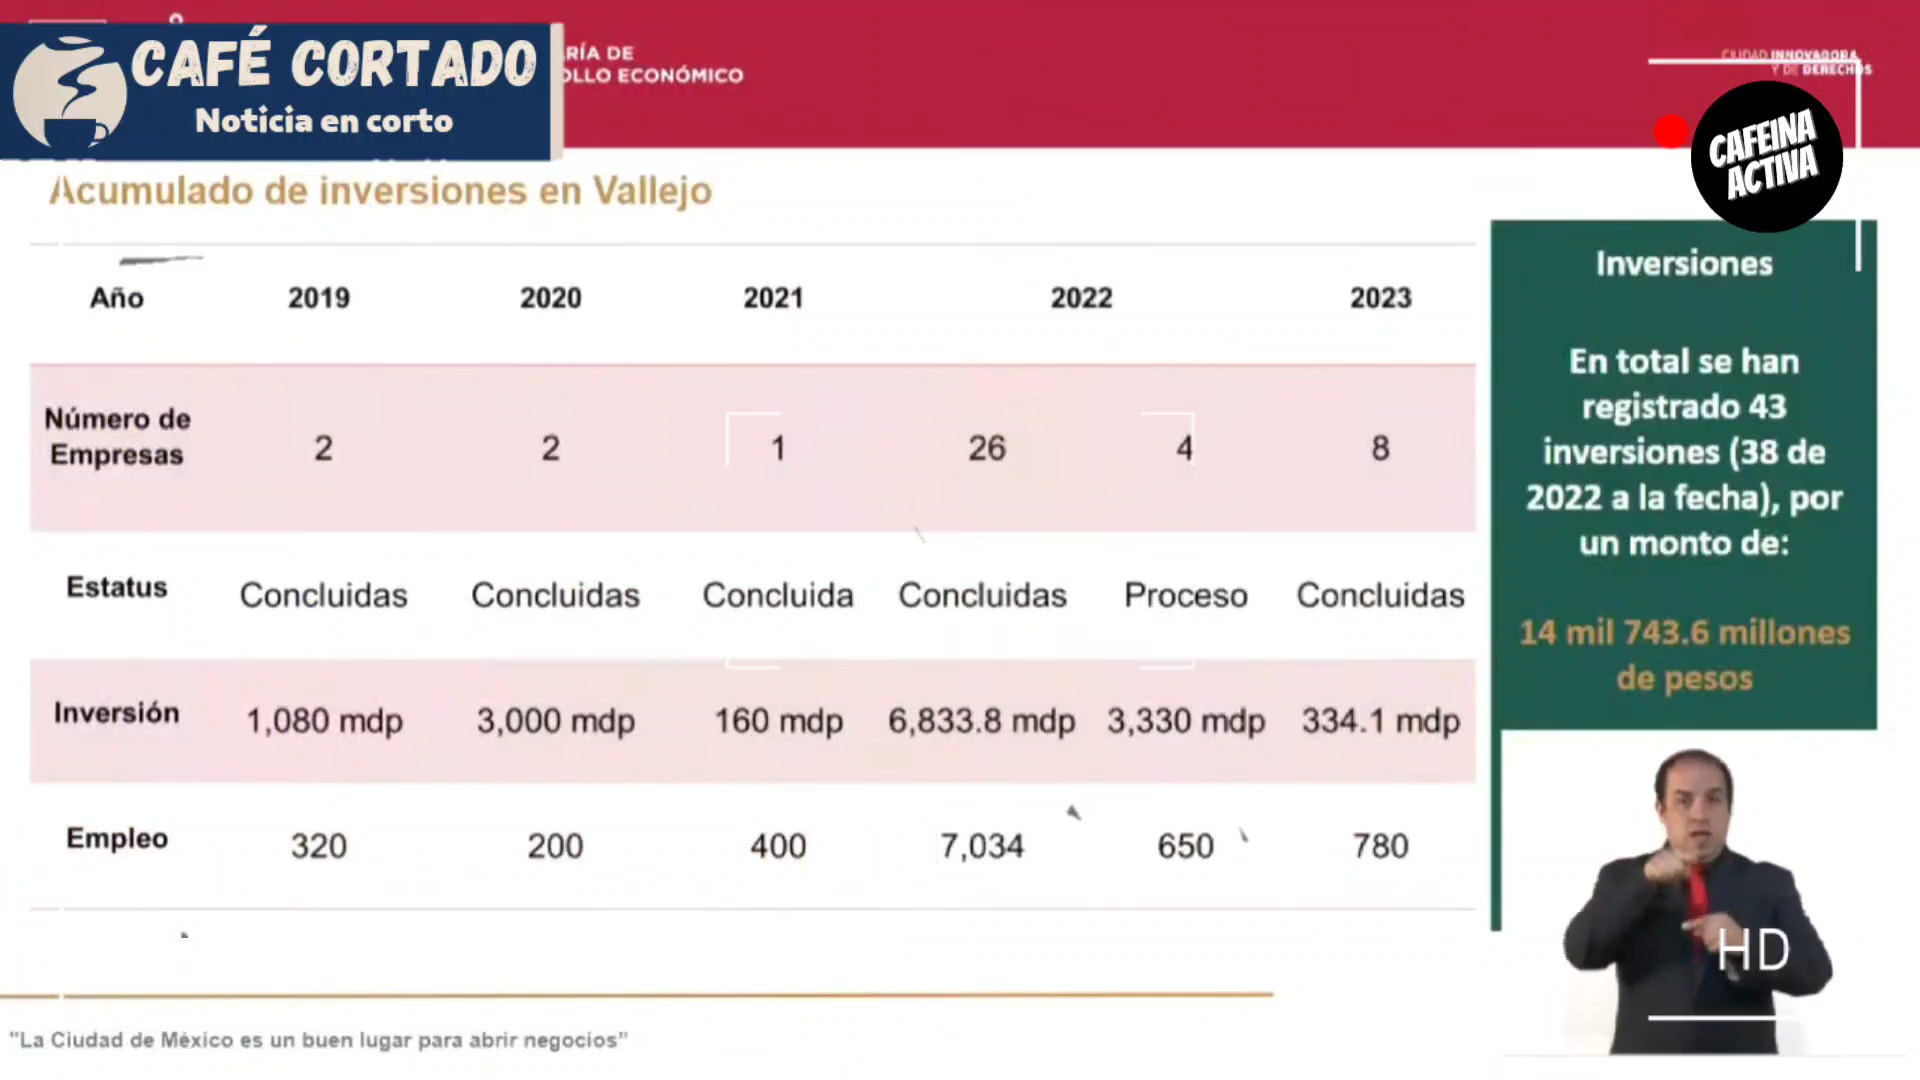 CAFÉ CORTADO
Noticia en corto
RÍA DE
OLLO ECONÓMICO
CIUDAD INNOVADORA
Y DE DERECHOS
CAFEINA
ACTIVA
Acumulado de inversiones en Vallejo
Año 2019 2020 2021 2022 2023
Número de
Empresas 2 2 1 26 4 8
Estatus Concluidas Concluidas Concluida Concluidas Proceso Concluidas
Inversión 1,080 mdp 3,000 mdp 160 mdp 6,833.8 mdp 3,330 mdp 334.1 mdp
Empleo 320 200 400 7,034 650 780
Inversiones
En total se han
registrado 43
inversiones (38 de
2022 a la fecha), por
un monto de:
14 mil 743.6 millones
de pesos
HD
"La Ciudad de México es un buen lugar para abrir negocios"